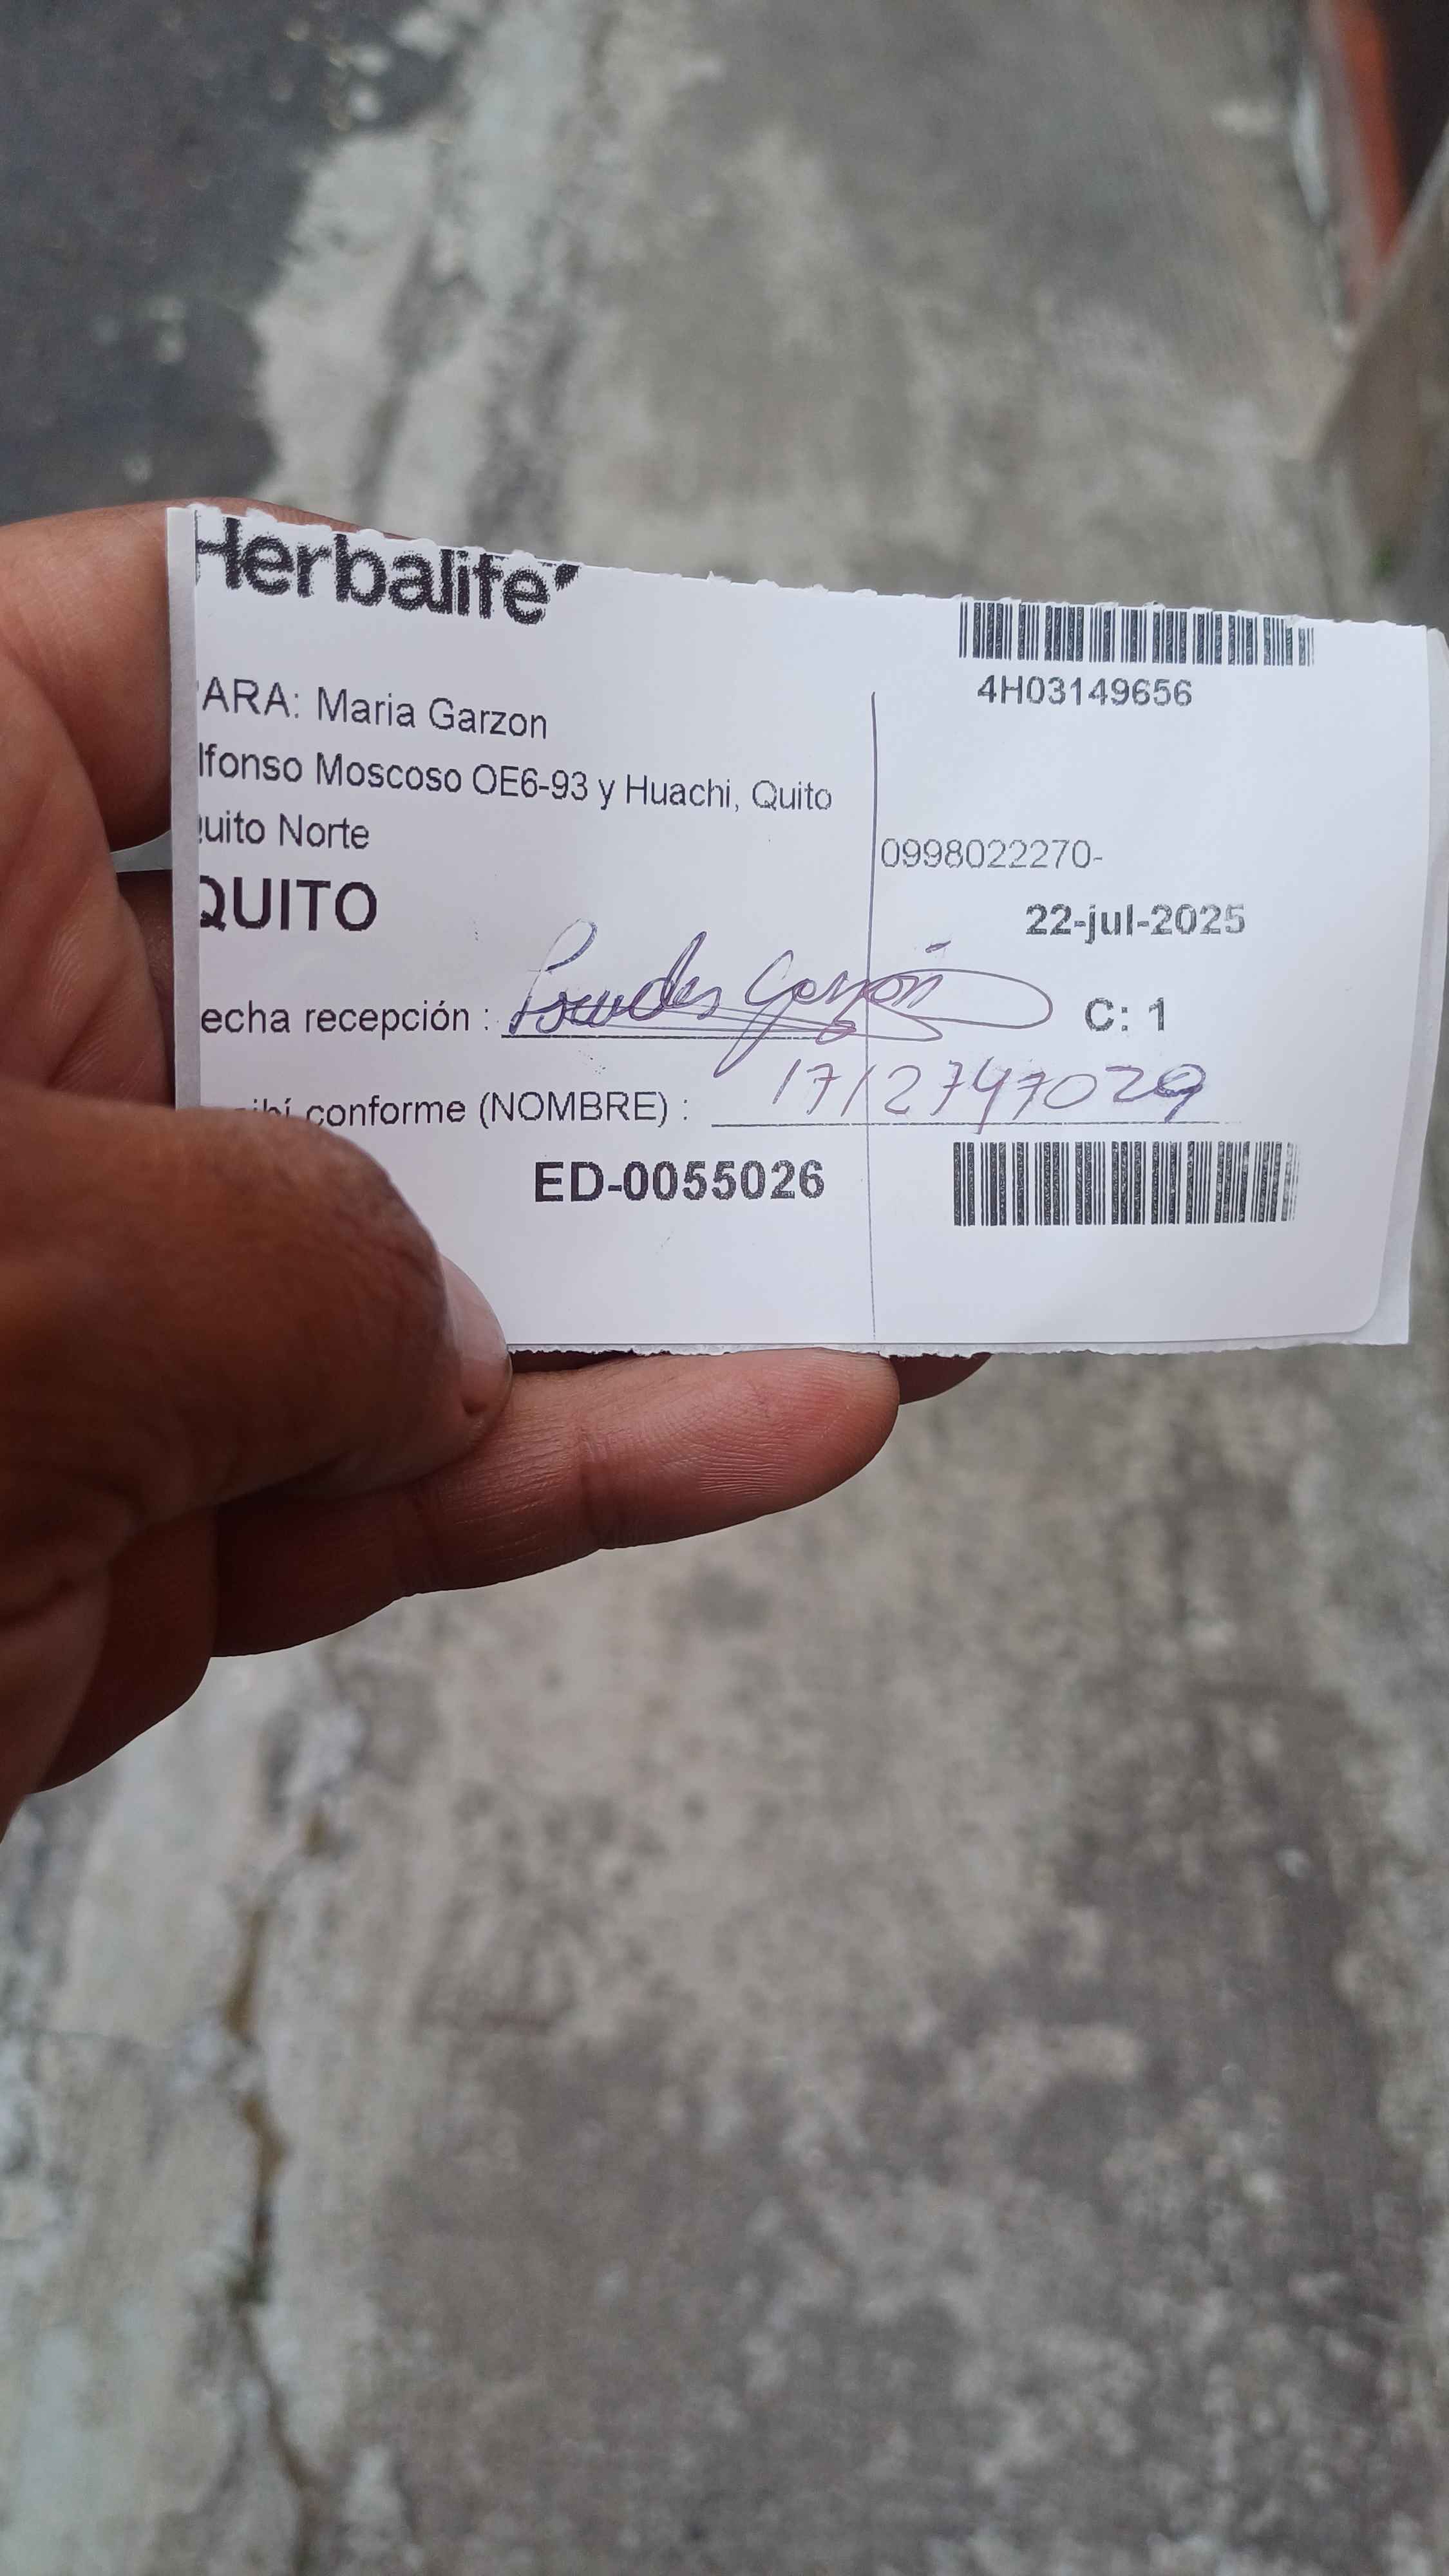 Herbalife
4H03149656
ARA: Maria Garzon
lfonso Moscoso OE6-93 y Huachi, Quito
uito Norte
0998022270-
QUITO
22-jul-2025
echa recepción : Garzón
C: 1
conforme (NOMBRE) : 1712747029
ED-0055026